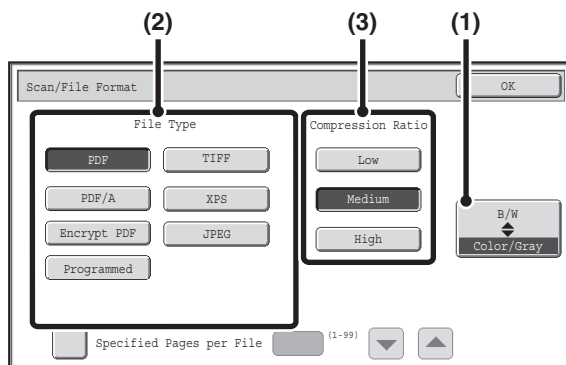 (2) (3) (1)
Scan/File Format OK
File Type Compression Ratio
PDF TIFF Low
PDF/A XPS Medium
Encrypt PDF JPEG High
Programmed
B/W
Color/Gray
Specified Pages per File (1-99)